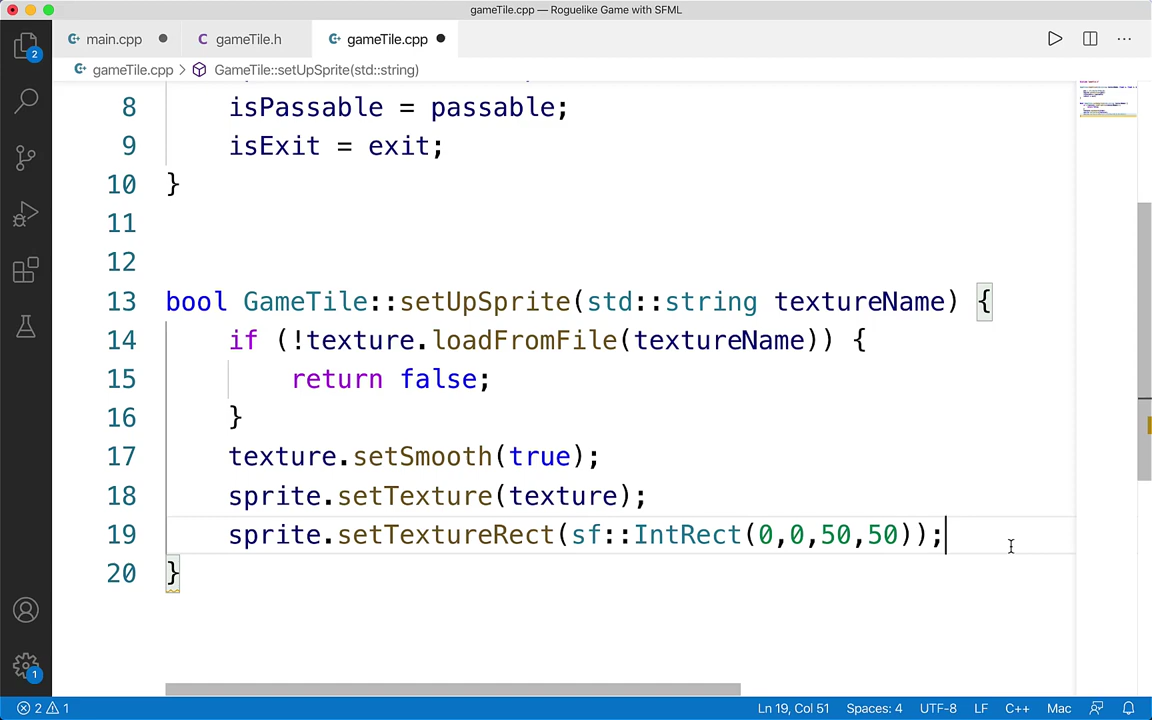 gameTile.cpp — Roguelike Game with SFML
main.cpp
C gameTile.h
gameTile.cpp
gameTile.cpp > GameTile::setUpSprite(std::string)
2
8 isPassable = passable;
9 isExit = exit;
10 }
11
12
13 bool GameTile::setUpSprite(std::string textureName) {
14 if (!texture.loadFromFile(textureName)) {
15 return false;
16 }
17 texture.setSmooth(true);
18 sprite.setTexture(texture);
19 sprite.setTextureRect(sf::IntRect(0,0,50,50));
20 }
1
2 1 Ln 19, Col 51 Spaces: 4 UTF-8 LF C++ Mac